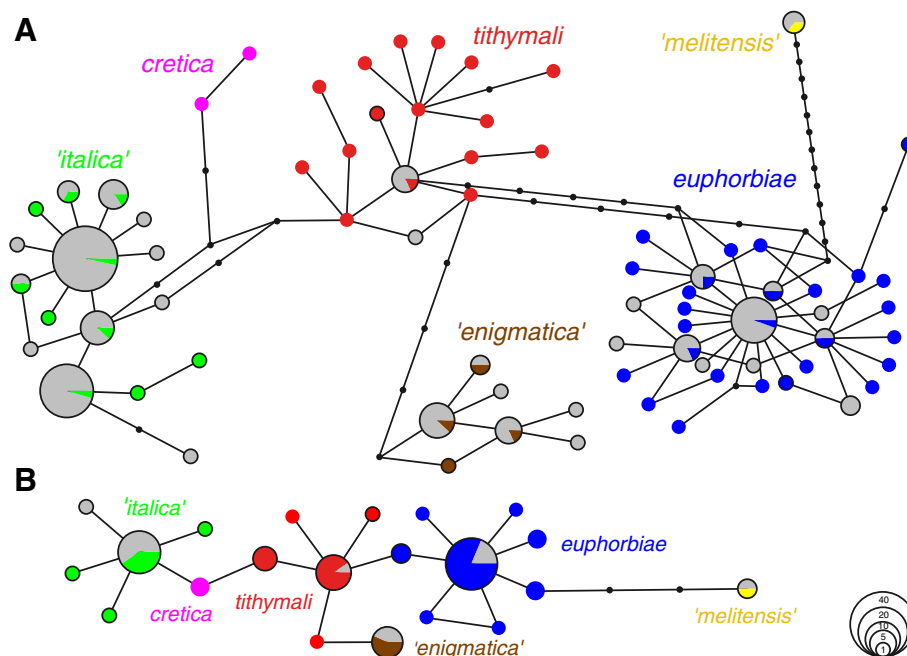 A
cretica
tithymali
'melitensis'
'italica'
euphorbiae
'enigmatica'
B
'italica'
euphorbiae
cretica
tithymali
'enigmatica'
'melitensis'
40
20
10
5
1